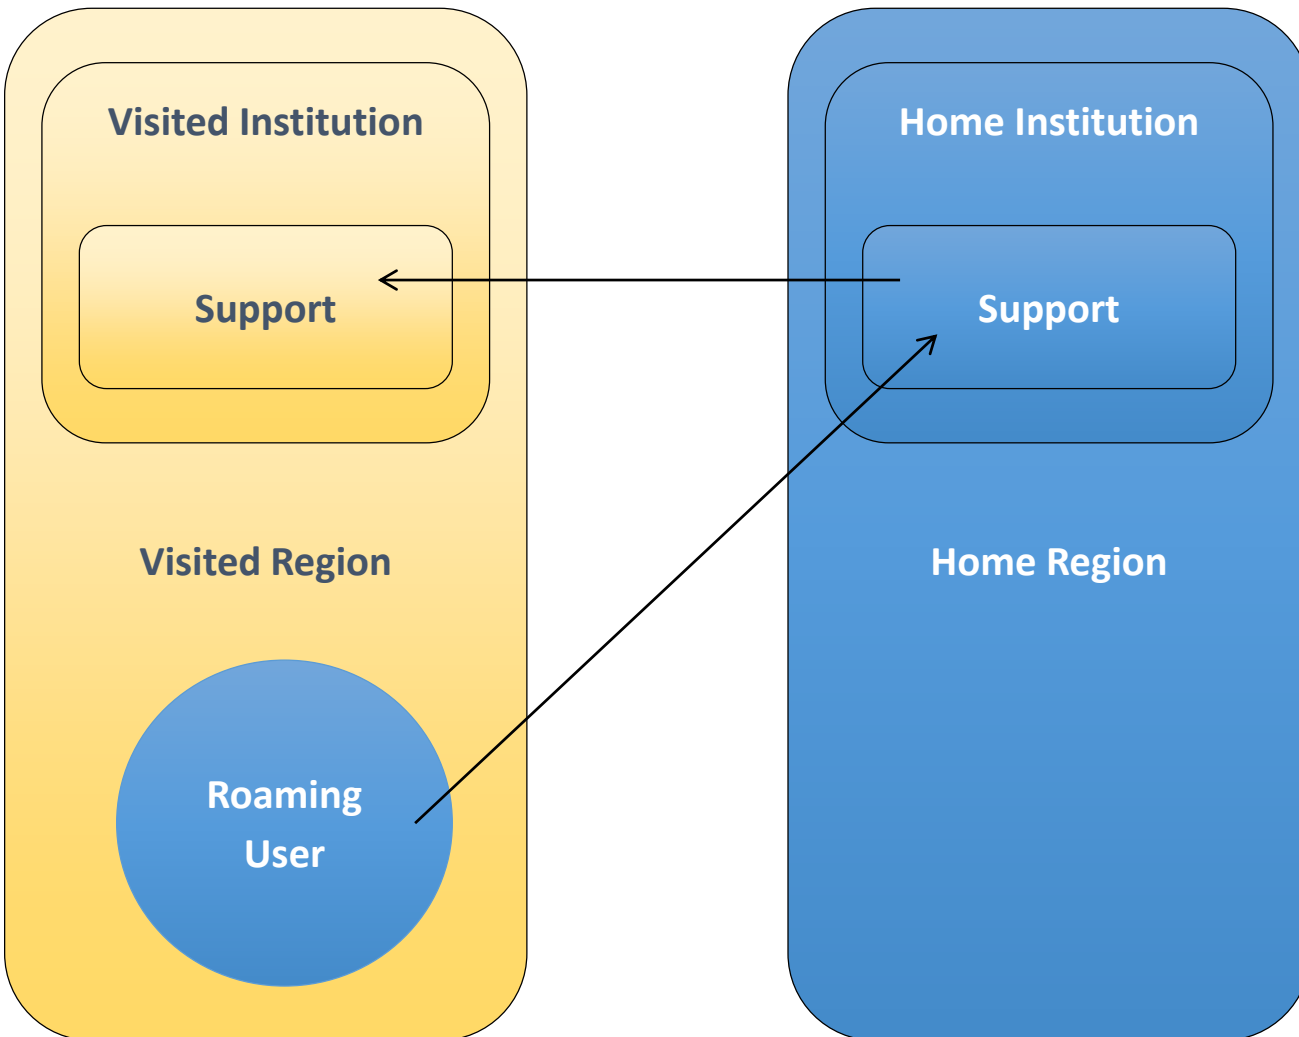 Visited Institution
Support
Visited Region
Roaming
User
Home Institution
Support
Home Region